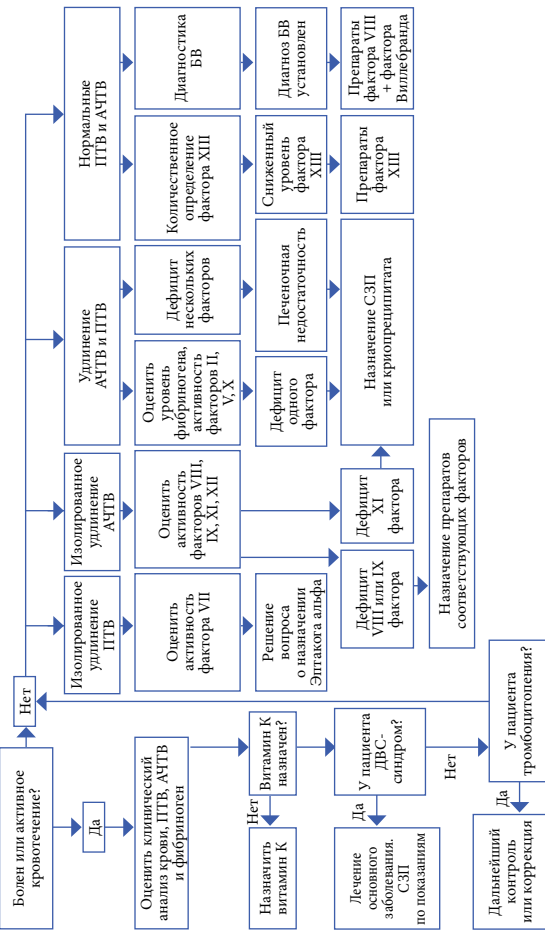 Болен или активное
кровотечение?
Нет
Да
Оценить клинический
анализ крови, ПТВ, АЧТВ
и фибриноген
Витамин К
назначен?
Нет
Назначить
витамин К
У пациента
ДВС-
синдром?
Да
Лечение
основного
заболевания.
СЗП
по показаниям
Нет
У пациента
тромбоцитопения?
Да
Дальнейший
контроль
или коррекция
Изолированное
удлинение
ПТВ
Оценить
активность
фактора VII
Решение
вопроса
о назначении
Эптакога альфа
Изолированное
удлинение
АЧТВ
Оценить
активность
факторов VIII,
IX, XI, XII
Дефицит
VIII или IX
фактора
Назначение препаратов
соответствующих факторов
Дефицит
XI
фактора
Удлинение
АЧТВ и ПТВ
Оценить
уровень
фибриногена,
активность
факторов II,
V, X
Дефицит
одного
фактора
Дефицит
нескольких
факторов
Печеночная
недостаточность
Назначение СЗП
или криопреципитата
Нормальные
ПТВ и АЧТВ
Количественное
определение
фактора XIII
Сниженный
уровень
фактора
XIII
Препараты
фактора
XIII
Диагностика
БВ
Диагноз БВ
установлен
Препараты
фактора VIII
+ фактора
Виллебранда